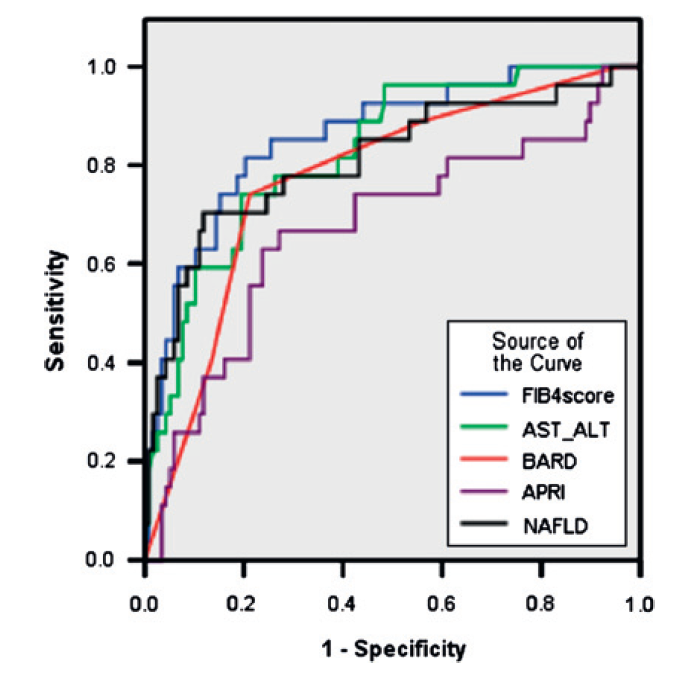 1.0
0.8
0.6
0.4
0.2
0.0
Sensitivity
Source of
the Curve
FIB4score
AST_ALT
BARD
APRI
NAFLD
0.0 0.2 0.4 0.6 0.8 1.0
1 - Specificity